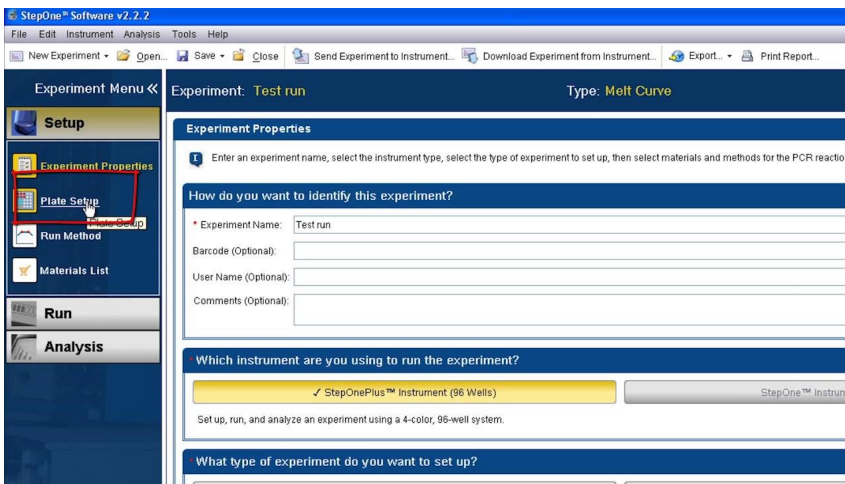 StepOne™ Software v2.2.2
File Edit Instrument Analysis Tools Help
New Experiment Open... Save Close Send Experiment to Instrument... Download Experiment from Instrument... Export... Print Report...
Experiment Menu «
Experiment: Test run Type: Melt Curve
Setup
Experiment Properties
Plate Setup
Plate Setup
Run Method
Materials List
Run
Analysis
Experiment Properties
Enter an experiment name, select the instrument type, select the type of experiment to set up, then select materials and methods for the PCR reactio
How do you want to identify this experiment?
* Experiment Name: Test run
Barcode (Optional):
User Name (Optional):
Comments (Optional):
* Which instrument are you using to run the experiment?
✓ StepOnePlus™ Instrument (96 Wells) StepOne™ Instrum
Set up, run, and analyze an experiment using a 4-color, 96-well system.
* What type of experiment do you want to set up?